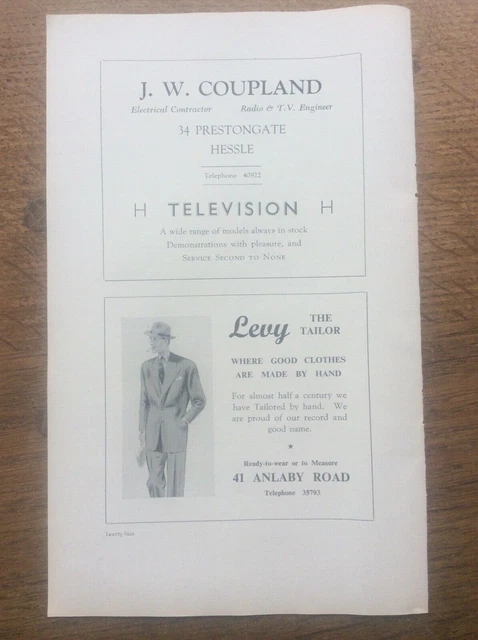 J. W. COUPLAND
Electrical Contractor Radio & T.V. Engineer
34 PRESTONGATE
HESSLE
Telephone 40922
H TELEVISION H
A wide range of models always in stock
Demonstrations with pleasure, and
SERVICE SECOND TO NONE
Levy THE TAILOR
WHERE GOOD CLOTHES
ARE MADE BY HAND
For almost half a century we
have Tailored by hand. We
are proud of our record and
good name.
Ready-to-wear or to Measure
41 ANLABY ROAD
Telephone 35793